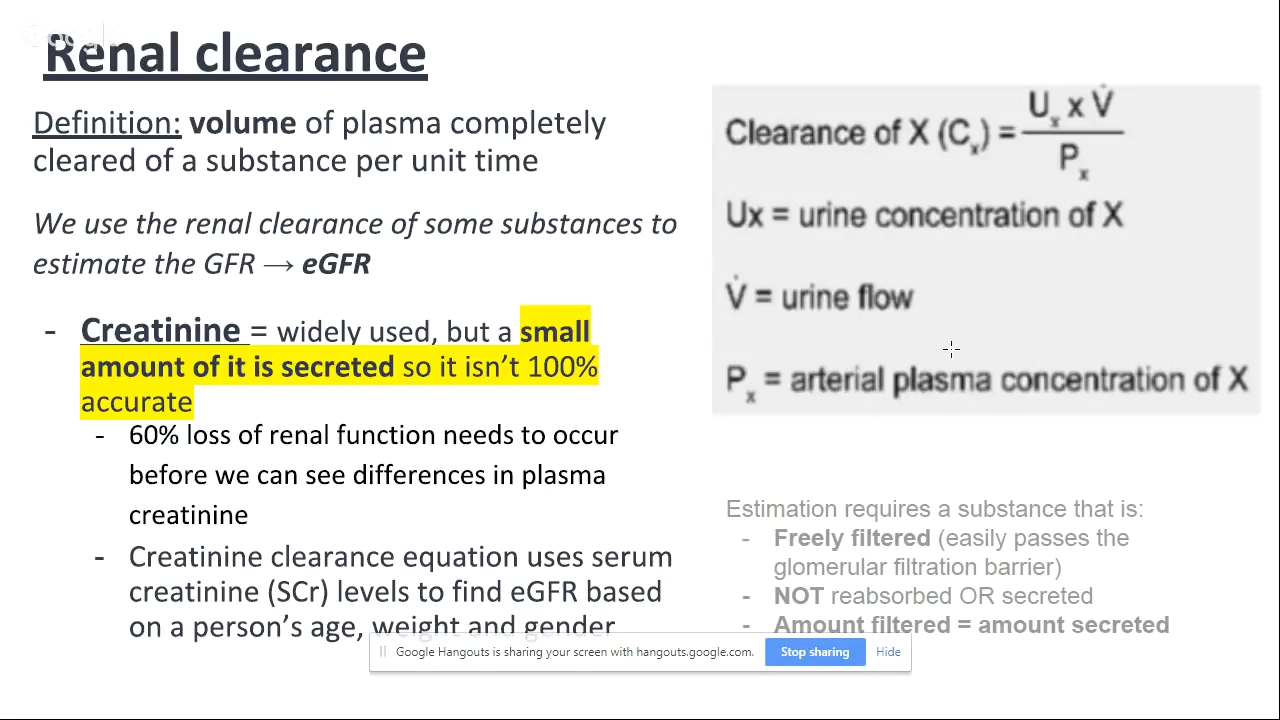 Google
Renal clearance
Definition: volume of plasma completely
cleared of a substance per unit time
We use the renal clearance of some substances to
estimate the GFR → eGFR
- Creatinine = widely used, but a small
amount of it is secreted so it isn't 100%
accurate
- 60% loss of renal function needs to occur
before we can see differences in plasma
creatinine
- Creatinine clearance equation uses serum
creatinine (SCr) levels to find eGFR based
on a person's age, weight and gender
Clearance of X (Cx) = Ux x V̇
Px
Ux = urine concentration of X
V̇ = urine flow
Px = arterial plasma concentration of X
Estimation requires a substance that is:
- Freely filtered (easily passes the
glomerular filtration barrier)
- NOT reabsorbed OR secreted
- Amount filtered = amount secreted
Google Hangouts is sharing your screen with hangouts.google.com. Stop sharing Hide